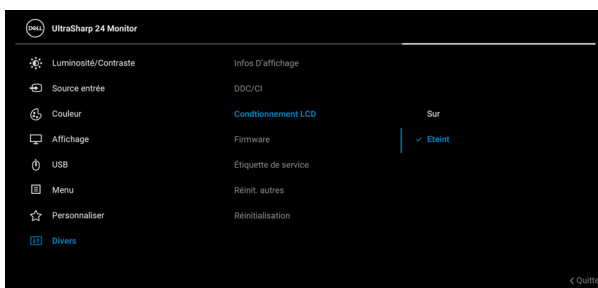 DELL UltraSharp 24 Monitor
Luminosité/Contraste Infos D'affichage
Source entrée DDC/CI
Couleur Condtionnement LCD Sur
Affichage Firmware Eteint
USB Étiquette de service
Menu Réinit. autres
Personnaliser Réinitialisation
Divers
Quitte